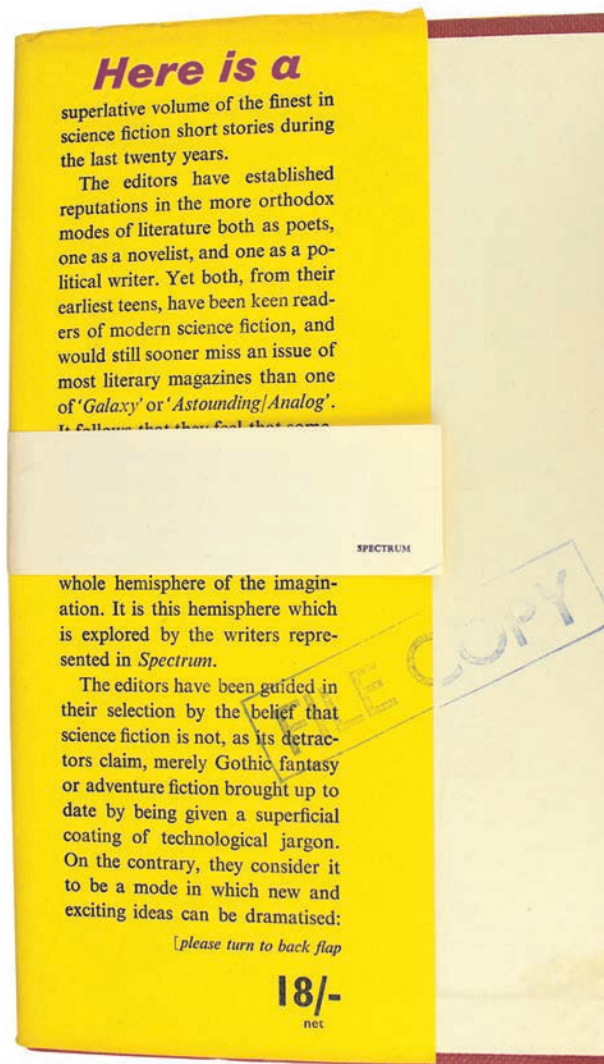 Here is a
superlative volume of the finest in
science fiction short stories during
the last twenty years.
The editors have established
reputations in the more orthodox
modes of literature both as poets,
one as a novelist, and one as a po-
litical writer. Yet both, from their
earliest teens, have been keen read-
ers of modern science fiction, and
would still sooner miss an issue of
most literary magazines than one
of 'Galaxy' or 'Astounding/Analog'.
It follows that they feel that some-
SPECTRUM
whole hemisphere of the imagin-
ation. It is this hemisphere which
is explored by the writers repre-
sented in Spectrum.
The editors have been guided in
their selection by the belief that
science fiction is not, as its detrac-
tors claim, merely Gothic fantasy
or adventure fiction brought up to
date by being given a superficial
coating of technological jargon.
On the contrary, they consider it
to be a mode in which new and
exciting ideas can be dramatised:
[please turn to back flap
18/-
net
FILE COPY